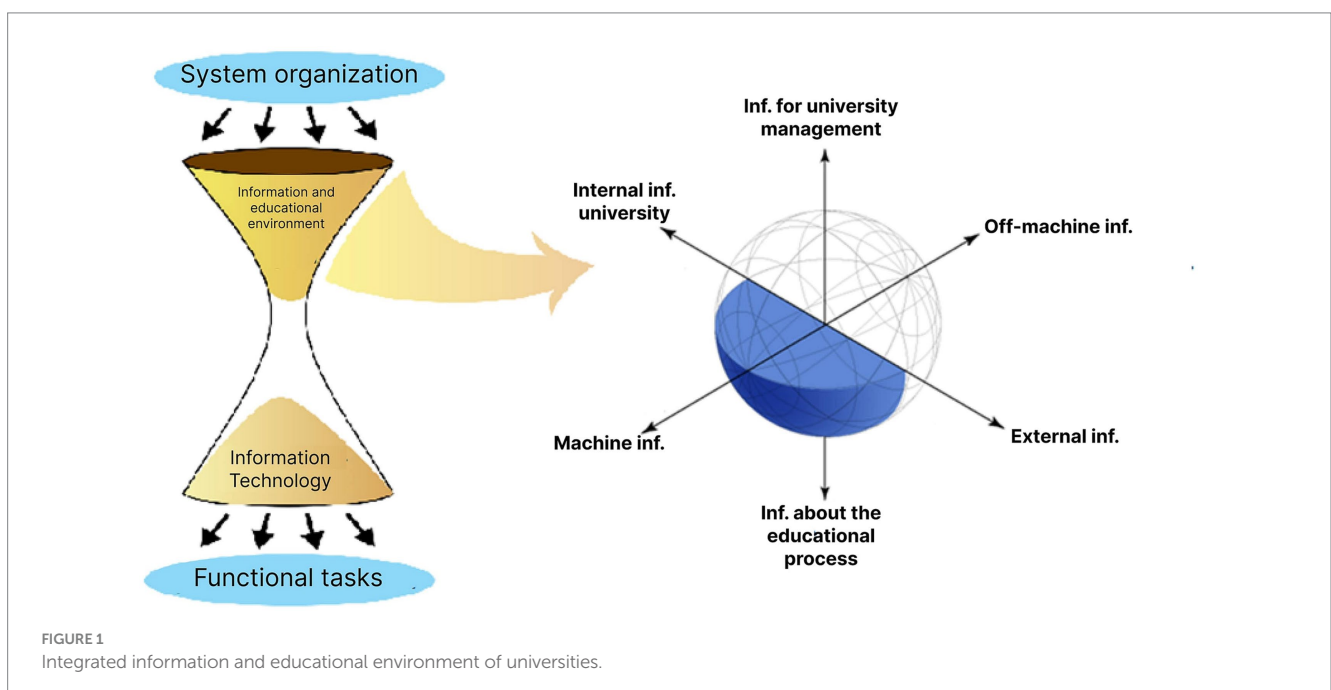 System organization
Information and
educational
environment
Information
Technology
Functional tasks
Inf. for university
management
Internal inf.
university
Off-machine inf.
Machine inf.
External inf.
Inf. about the
educational
process
FIGURE 1
Integrated information and educational environment of universities.